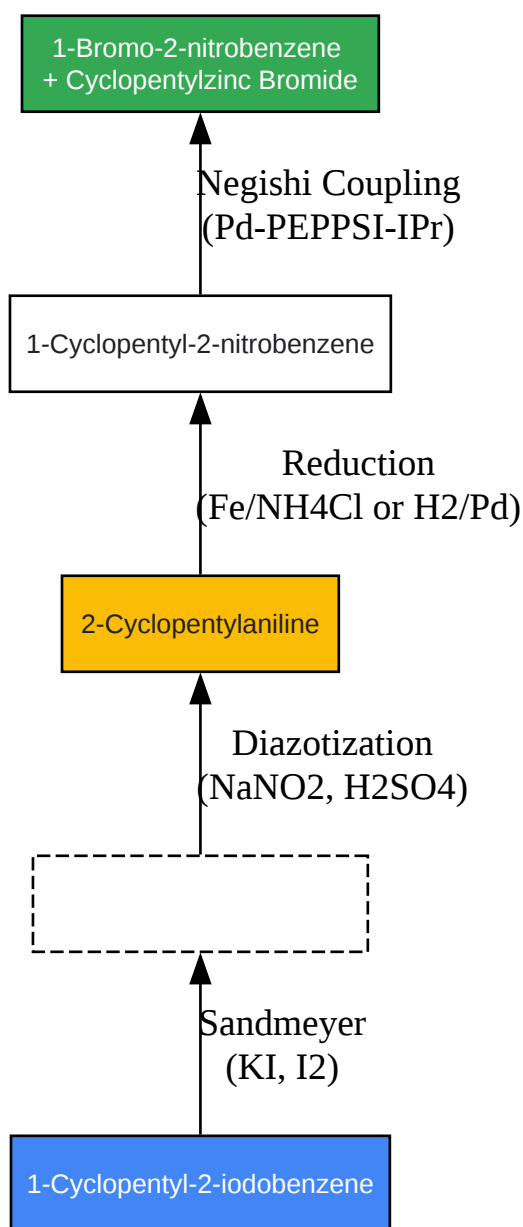 1-Bromo-2-nitrobenzene
+ Cyclopentylzinc Bromide
Negishi Coupling
(Pd-PEPPSI-IPr)
1-Cyclopentyl-2-nitrobenzene
Reduction
(Fe/NH4Cl or H2/Pd)
2-Cyclopentylaniline
Diazotization
(NaNO2, H2SO4)
Sandmeyer
(KI, I2)
1-Cyclopentyl-2-iodobenzene